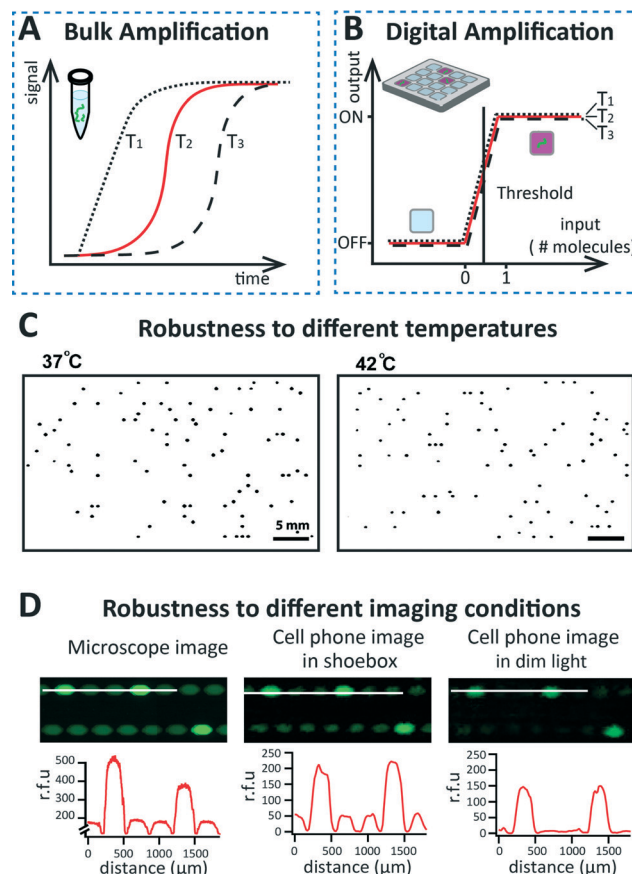 A Bulk Amplification
signal
T1
T2
T3
time
B Digital Amplification
output
ON
OFF
T1
T2
T3
Threshold
input
( # molecules)
0 1
C Robustness to different temperatures
37°C
42°C
5 mm
D Robustness to different imaging conditions
Microscope image
Cell phone image
in shoebox
Cell phone image
in dim light
r.f.u
500
400
300
200
0 500 1000 1500
distance (μm)
r.f.u
250
200
150
100
50
0
0 500 1000 1500
distance (μm)
r.f.u
250
200
150
100
50
0
0 500 1000 1500
distance (μm)